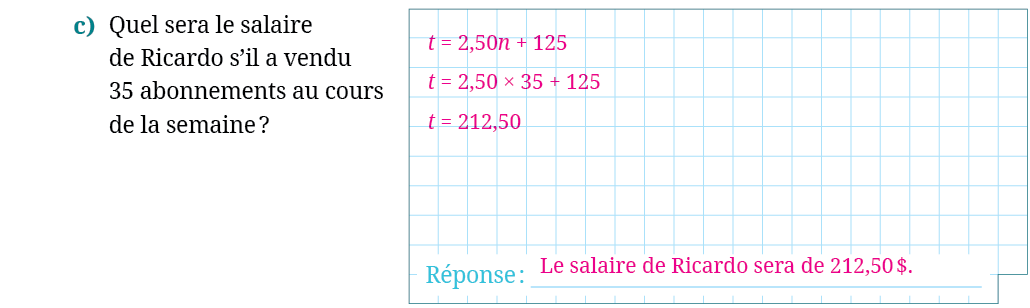 c) Quel sera le salaire
de Ricardo s’il a vendu
35 abonnements au cours
de la semaine ?
t = 2,50n + 125
t = 2,50 × 35 + 125
t = 212,50
Réponse : Le salaire de Ricardo sera de 212,50 $.